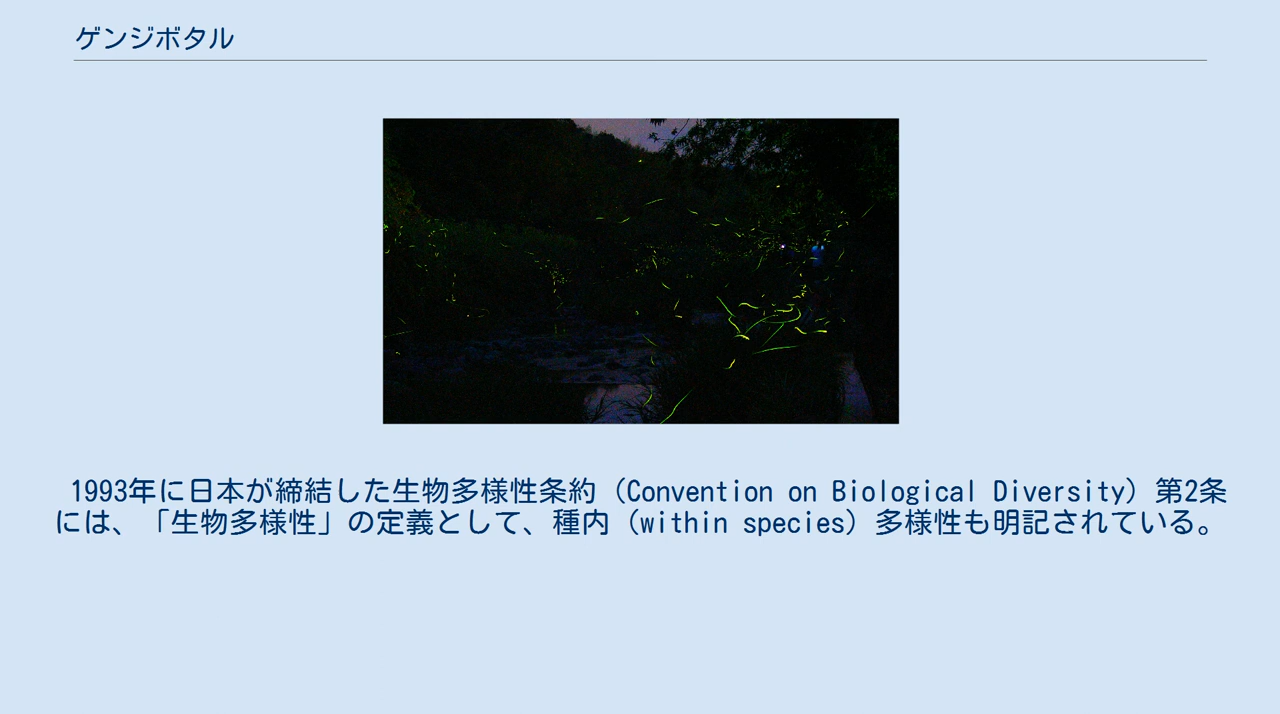 ゲンジボタル
1993年に日本が締結した生物多様性条約（Convention on Biological Diversity）第2条
には、「生物多様性」の定義として、種内（within species）多様性も明記されている。